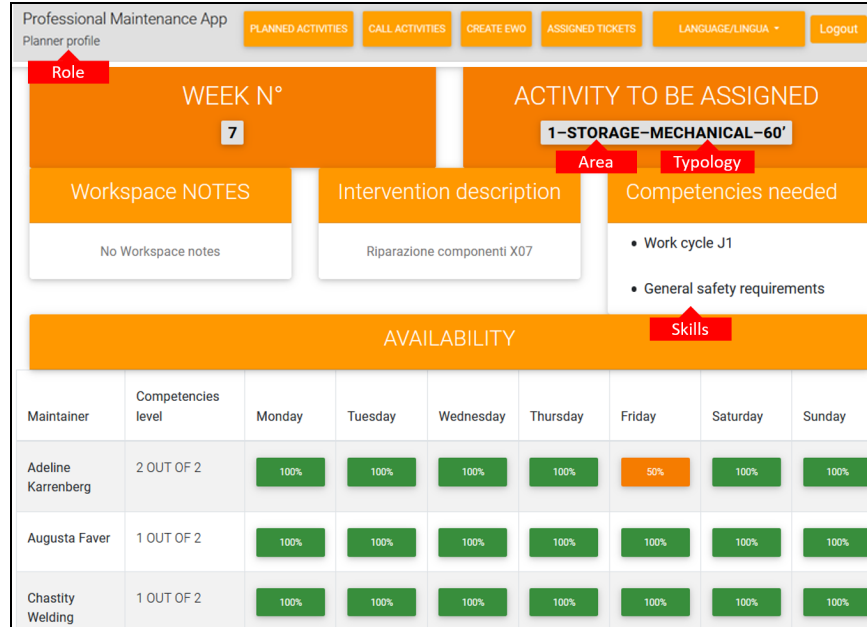 Professional Maintenance App
Planner profile
PLANNED ACTIVITIES
CALL ACTIVITIES
CREATE EWO
ASSIGNED TICKETS
LANGUAGE/LINGUA
Logout
Role
WEEK N°
7
ACTIVITY TO BE ASSIGNED
1–STORAGE–MECHANICAL–60’
Area
Typology
Workspace NOTES
No Workspace notes
Intervention description
Riparazione componenti X07
Competencies needed
• Work cycle J1
• General safety requirements
Skills
AVAILABILITY
Maintainer Competencies level Monday Tuesday Wednesday Thursday Friday Saturday Sunday
Adeline Karrenberg 2 OUT OF 2 100% 100% 100% 100% 50% 100% 100%
Augusta Faver 1 OUT OF 2 100% 100% 100% 100% 100% 100% 100%
Chastity Welding 1 OUT OF 2 100% 100% 100% 100% 100% 100% 100%